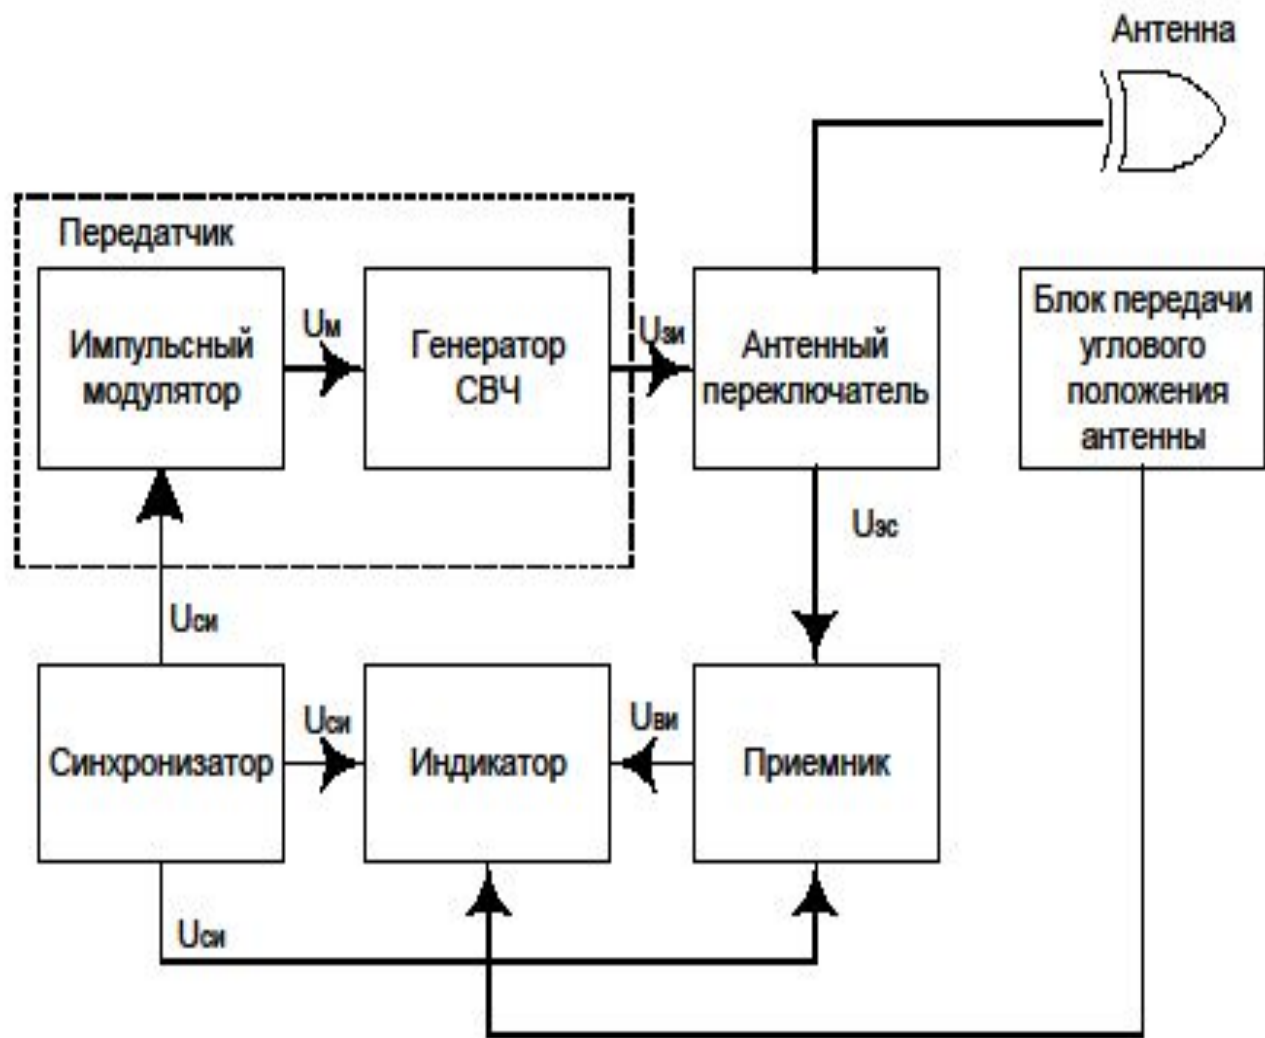 Антенна
Передатчик
Импульсный
модулятор
Uм
Генератор
СВЧ
Uзи
Антенный
переключатель
Блок передачи
углового
положения
антенны
Uэс
Uси
Синхронизатор
Uси
Индикатор
Uви
Приемник
Uси